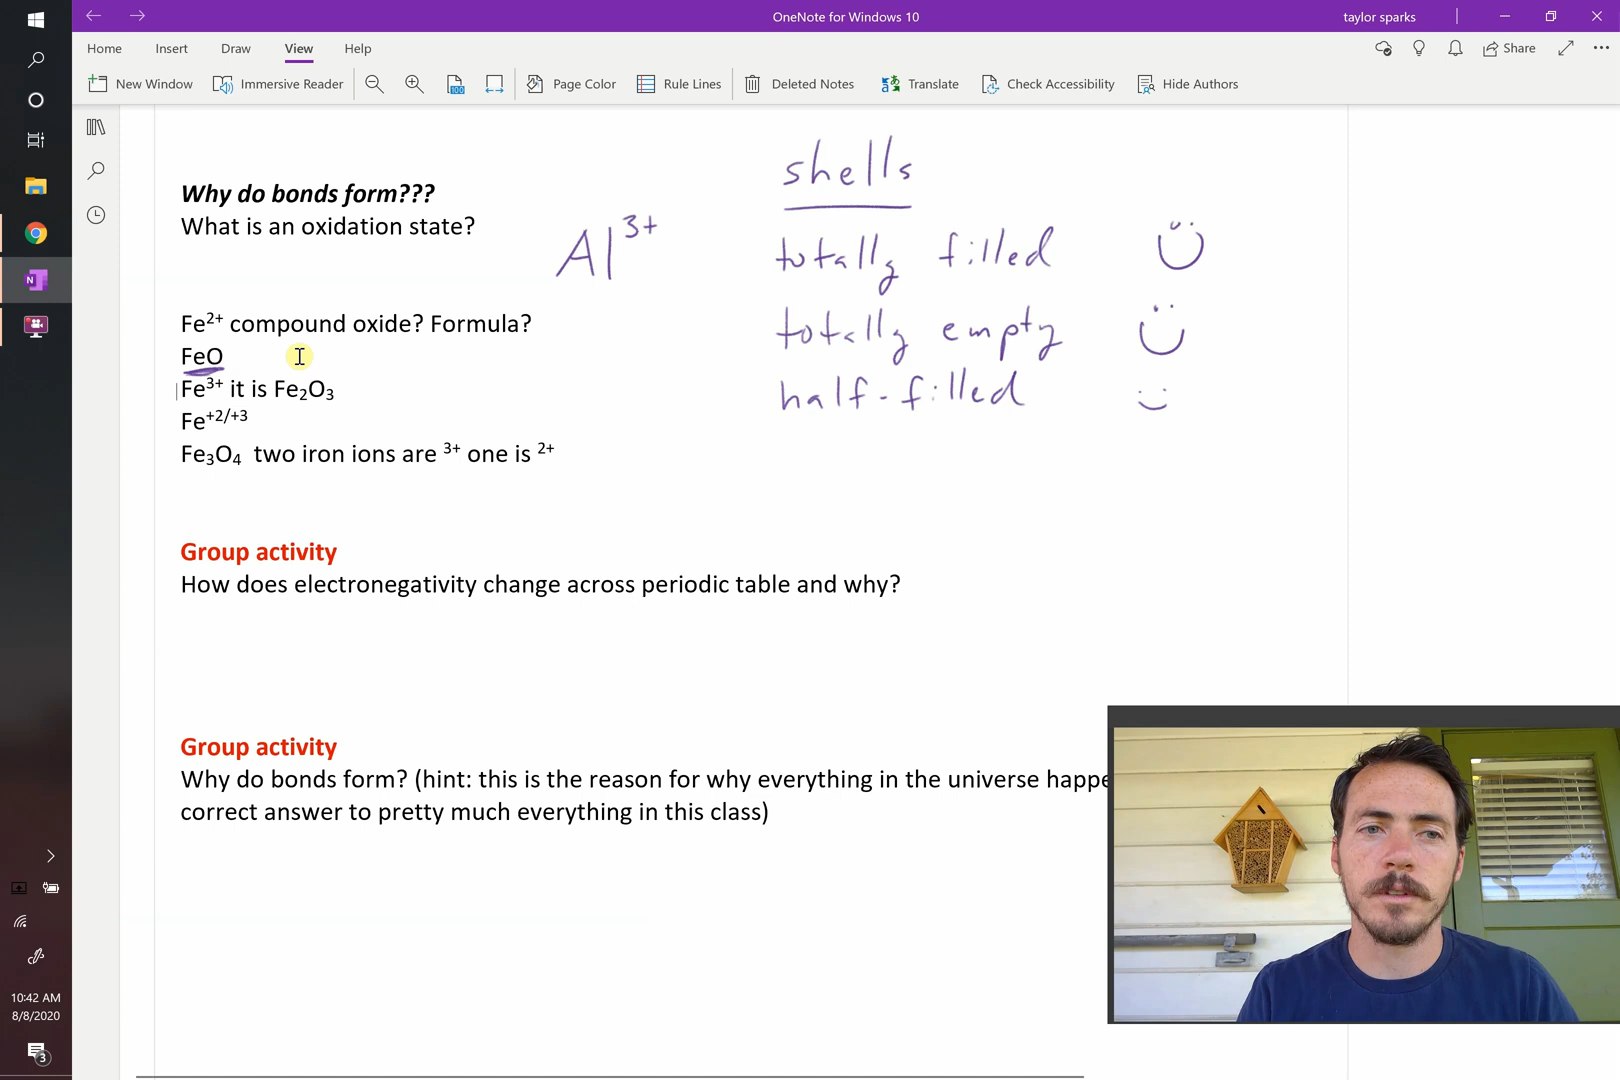 OneNote for Windows 10
taylor sparks
Home Insert Draw View Help
Share
New Window Immersive Reader 100 Page Color Rule Lines Deleted Notes Translate Check Accessibility Hide Authors
Why do bonds form???
What is an oxidation state?
Al³⁺
shells
totally filled
totally empty
half-filled
Fe²⁺ compound oxide? Formula?
FeO
Fe³⁺ it is Fe₂O₃
Fe⁺²/⁺³
Fe₃O₄ two iron ions are ³⁺ one is ²⁺
Group activity
How does electronegativity change across periodic table and why?
Group activity
Why do bonds form? (hint: this is the reason for why everything in the universe happe
correct answer to pretty much everything in this class)
10:42 AM
8/8/2020
3